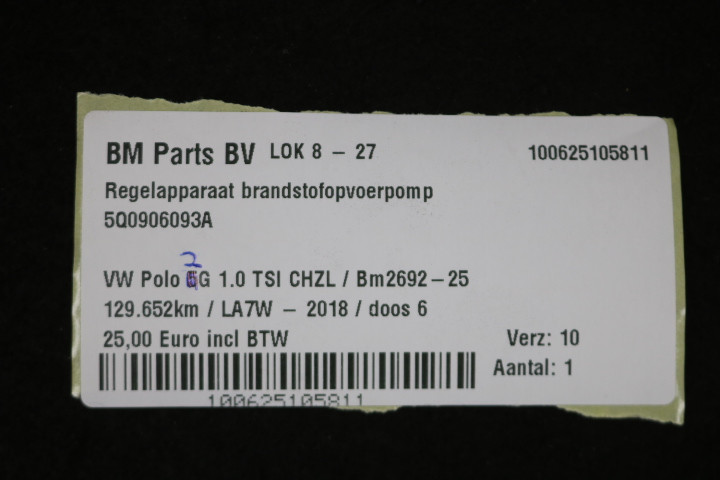 BM Parts BV LOK 8 – 27 100625105811
Regelapparaat brandstofopvoerpomp
5Q0906093A
2
VW Polo G 1.0 TSI CHZL / Bm2692-25
129.652km / LA7W – 2018 / doos 6
25,00 Euro incl BTW Verz: 10
Aantal: 1
100625105811